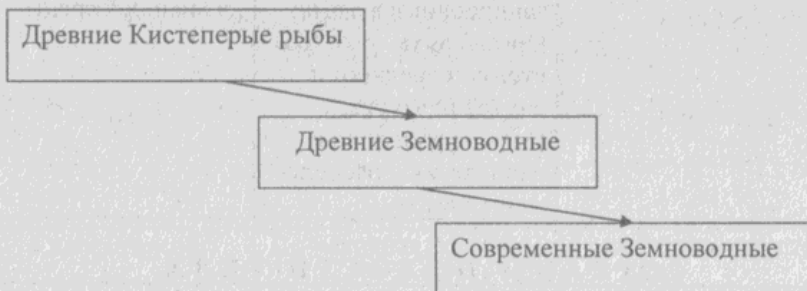 Древние Кистеперые рыбы
Древние Земноводные
Современные Земноводные